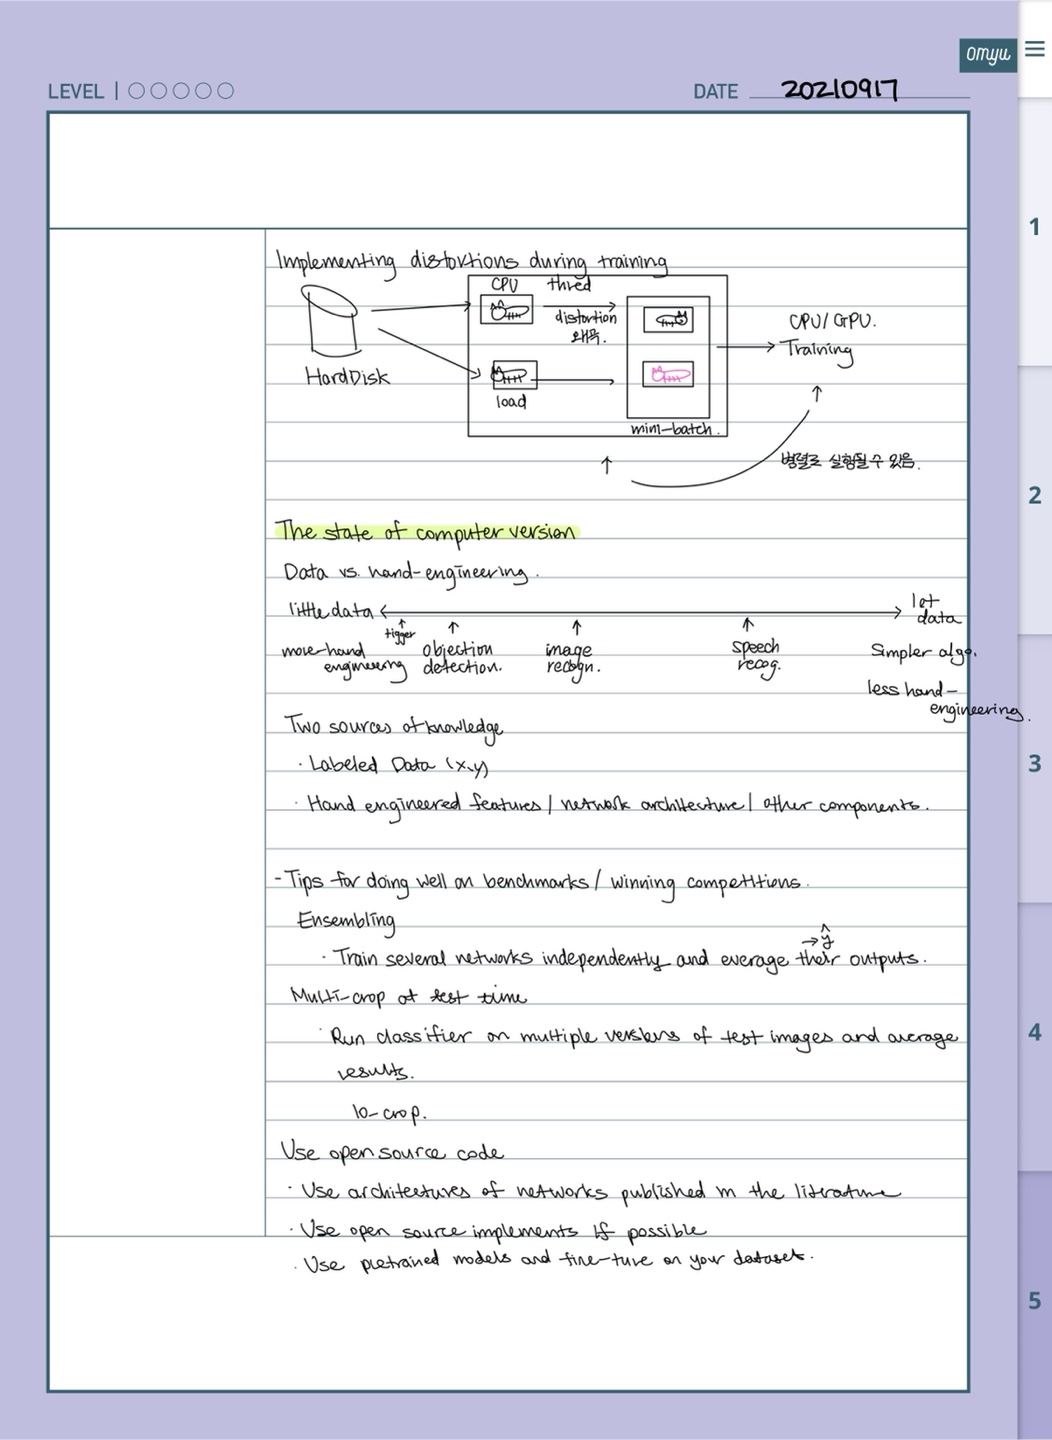 omyu
LEVEL
DATE 20210917
Implementing distortions during training
CPU thred
distortion
왜곡.
HardDisk
load
mini-batch.
CPU/GPU.
Training
병렬로 실행될 수 있음.
The state of computer version
Data vs. hand-engineering.
little data
lot
data
tigger
more-hand
engineering
objection
detection.
image
recogn.
speech
recog.
Simpler algo.
less hand-
engineering.
Two sources of knowledge
· Labeled Data (x,y)
· Hand engineered features / network architecture / other components.
- Tips for doing well on benchmarks / winning competitions.
Ensembling
→ ŷ
· Train several networks independently and everage their outputs.
Multi-crop at test time
· Run classifier on multiple versions of test images and average
results.
10-crop.
Use open source code
· Use architectures of networks published in the literature
· Use open source implements if possible
· Use pretrained models and fine-ture on your dataset.
1
2
3
4
5